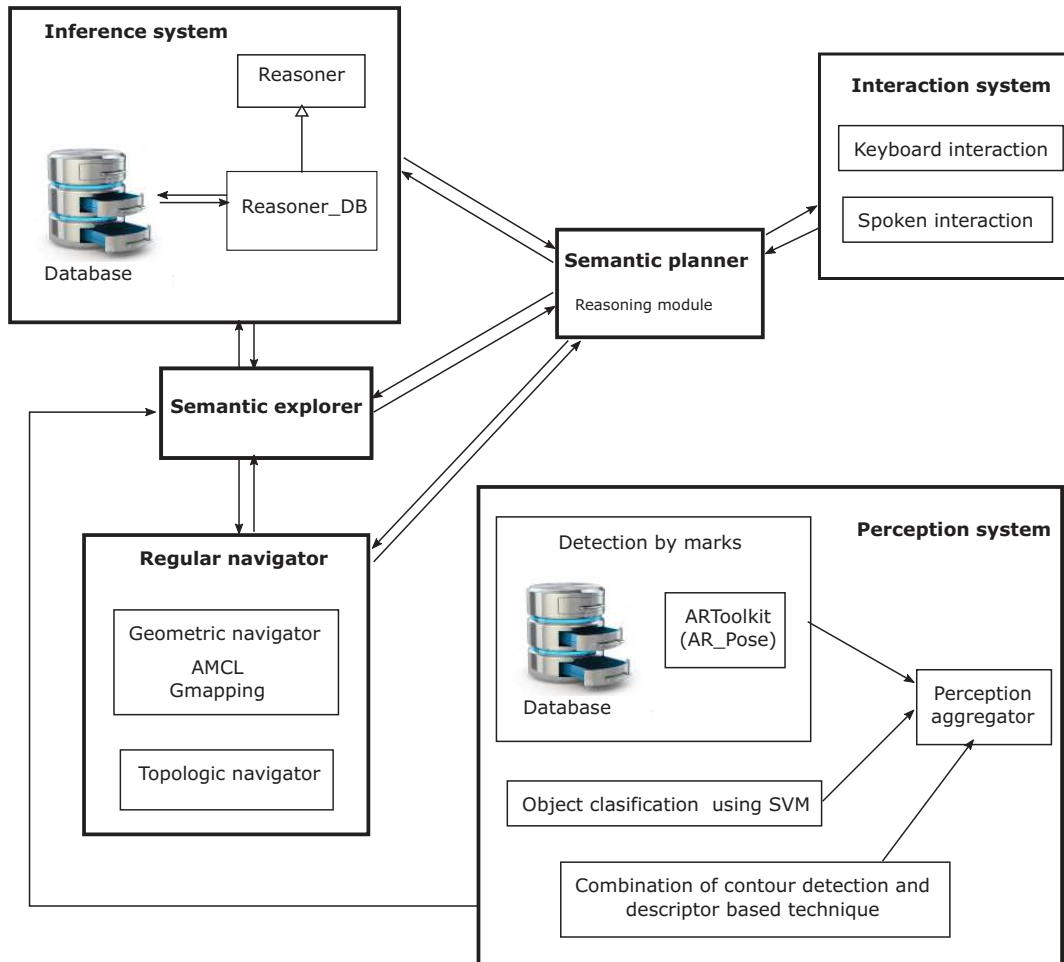 Inference system
Reasoner
Reasoner_DB
Database
Interaction system
Keyboard interaction
Spoken interaction
Semantic planner
Reasoning module
Semantic explorer
Regular navigator
Geometric navigator
AMCL
Gmapping
Topologic navigator
Perception system
Detection by marks
ARToolkit
(AR_Pose)
Database
Perception
aggregator
Object clasification using SVM
Combination of contour detection and
descriptor based technique